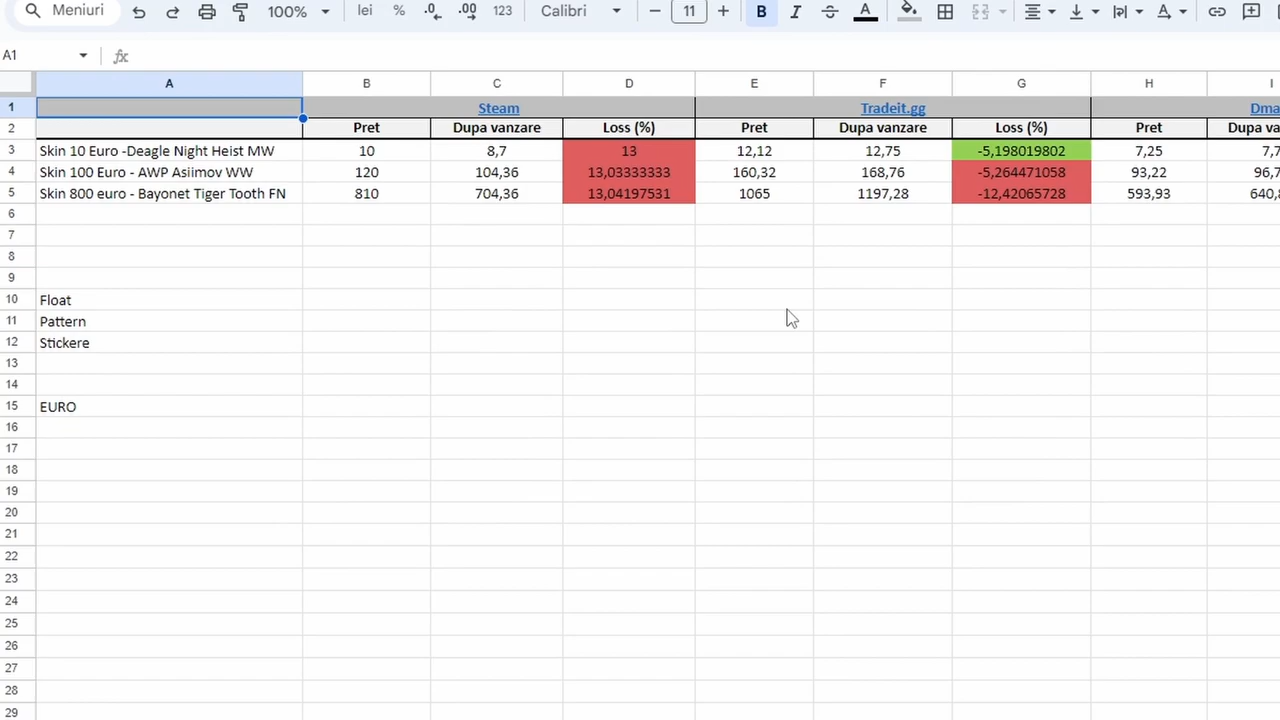 Meniuri 100% lei % .0 .00 123 Calibri 11 B I A
A1 fx
A B C D E F G H I
1 Steam Tradeit.gg
2 Pret Dupa vanzare Loss (%) Pret Dupa vanzare Loss (%) Pret
3 Skin 10 Euro -Deagle Night Heist MW 10 8,7 13 12,12 12,75 -5,198019802 7,25
4 Skin 100 Euro - AWP Asiimov WW 120 104,36 13,03333333 160,32 168,76 -5,264471058 93,22
5 Skin 800 euro - Bayonet Tiger Tooth FN 810 704,36 13,04197531 1065 1197,28 -12,42065728 593,93
6
7
8
9
10 Float
11 Pattern
12 Stickere
13
14
15 EURO
16
17
18
19
20
21
22
23
24
25
26
27
28
29